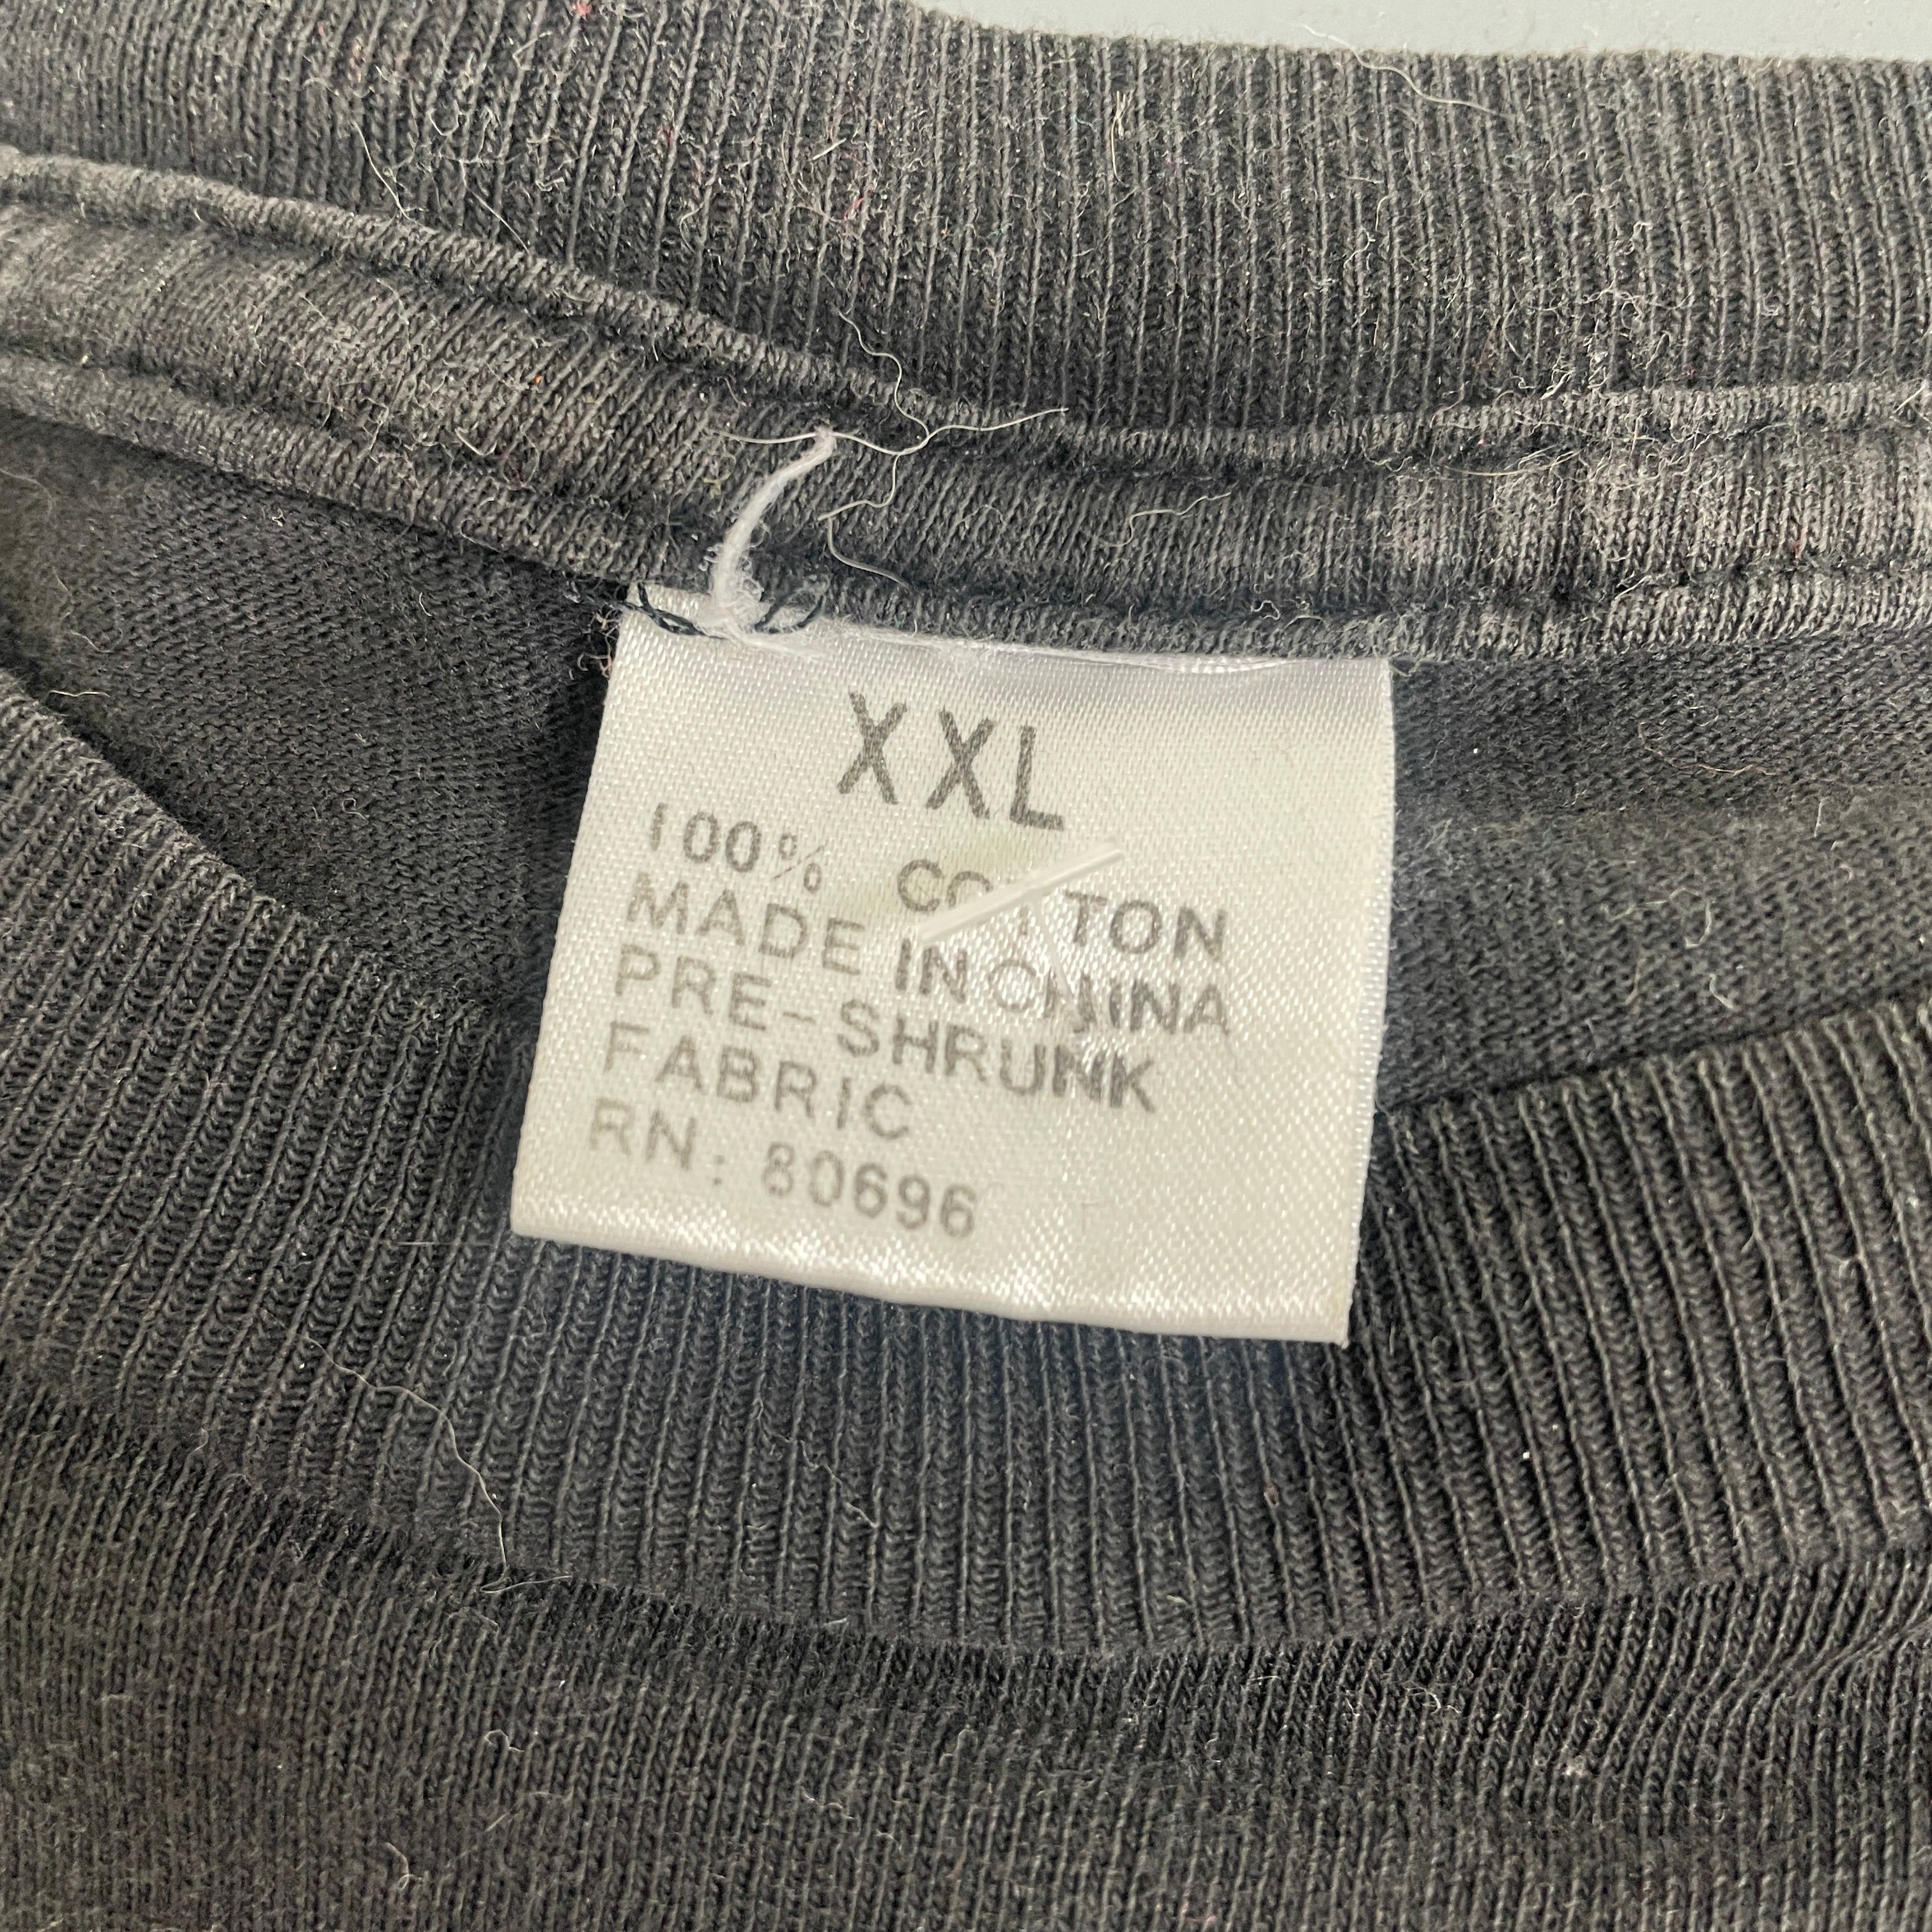 XXL
100% COTTON
MADE IN CHINA
PRE-SHRUNK
FABRIC
RN: 80696